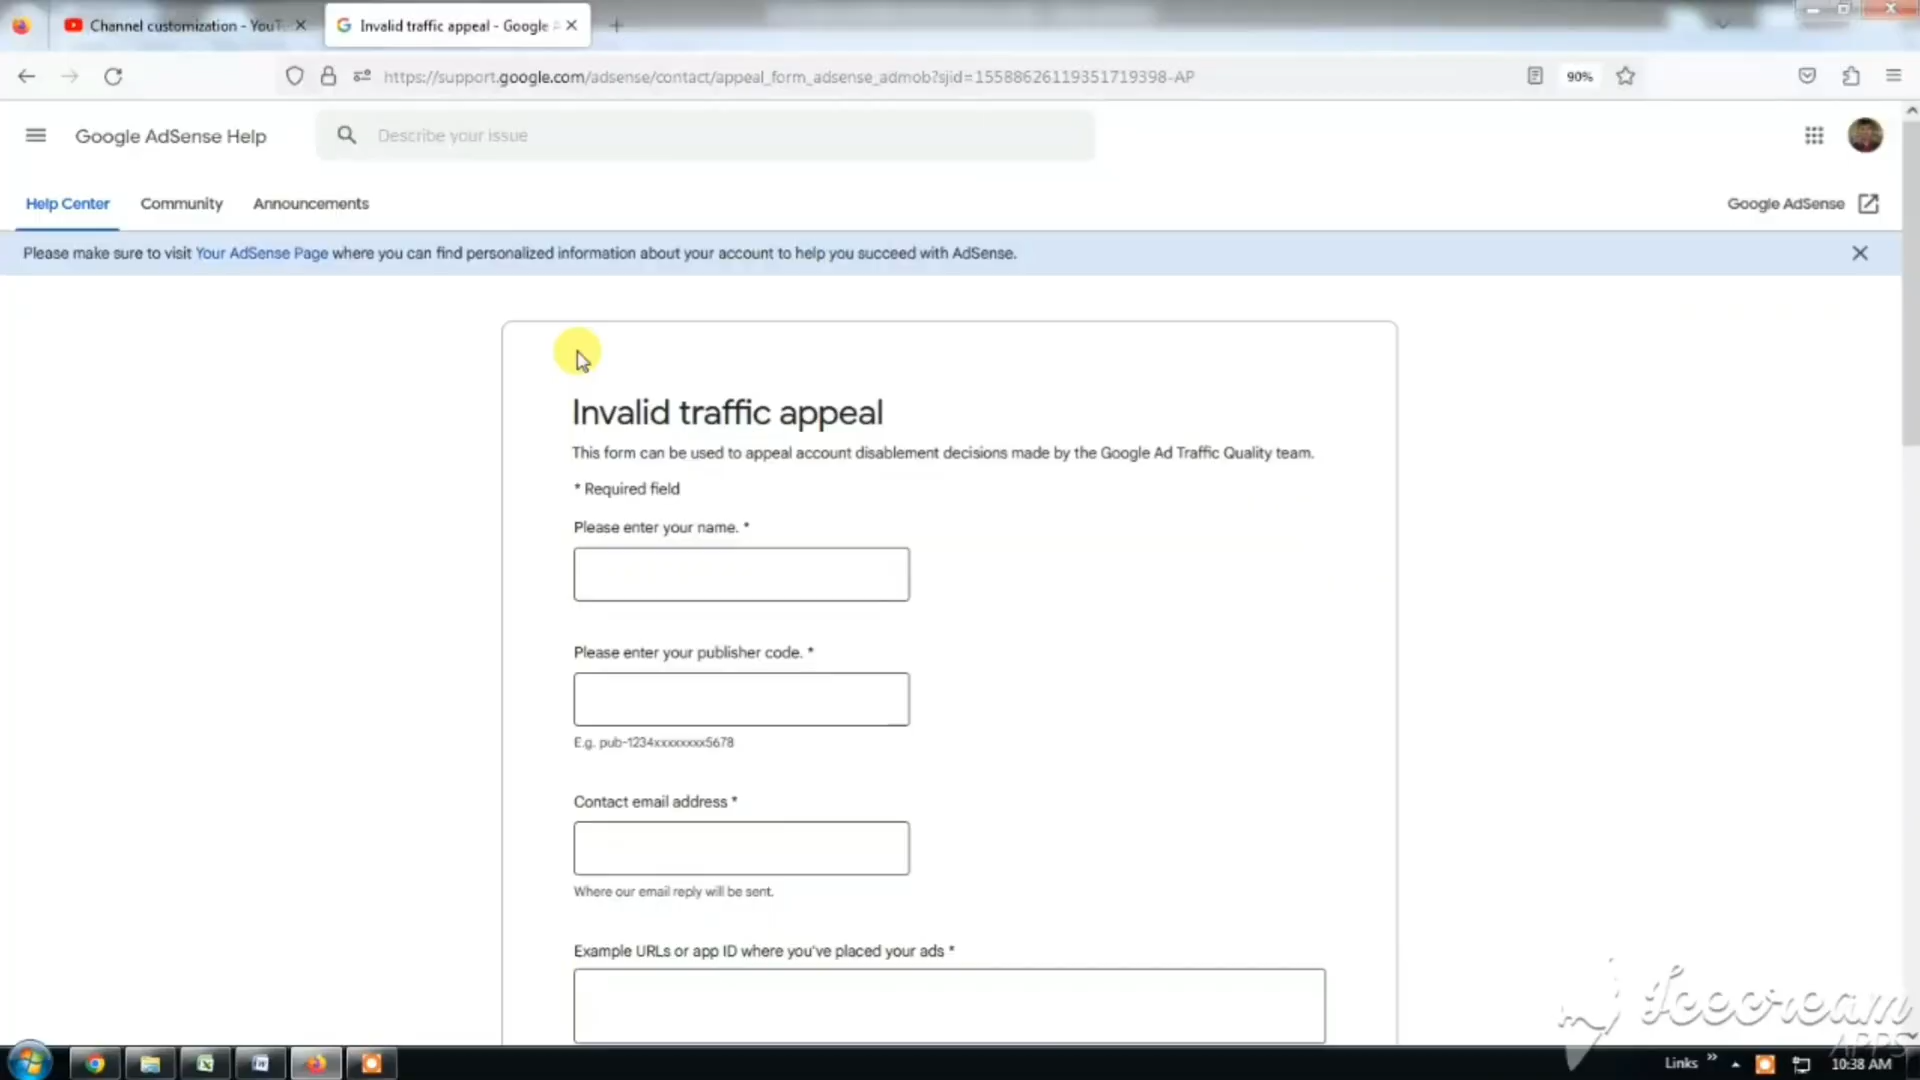 Channel customization - YouT
Invalid traffic appeal - Google
https://support.google.com/adsense/contact/appeal_form_adsense_admob?sjid=15588626119351719398-AP
90%
Google AdSense Help
Describe your issue
Help Center
Community
Announcements
Google AdSense
Please make sure to visit Your AdSense Page where you can find personalized information about your account to help you succeed with AdSense.
Invalid traffic appeal
This form can be used to appeal account disablement decisions made by the Google Ad Traffic Quality team.
* Required field
Please enter your name. *
Please enter your publisher code. *
E.g. pub-1234xxxxxxxx5678
Contact email address *
Where our email reply will be sent.
Example URLs or app ID where you've placed your ads *
Icecream
APPS
Links
10:38 AM